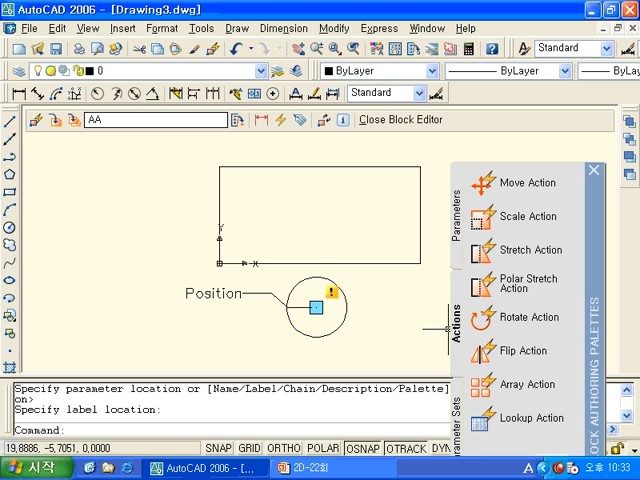 AutoCAD 2006 - [Drawing3.dwg]
File Edit View Insert Format Tools Draw Dimension Modify Express Window Help
Standard
0 ByLayer ByLayer ByLay
Standard
AA Close Block Editor
Move Action
Scale Action
Stretch Action
Polar Stretch
Action
Rotate Action
Flip Action
Array Action
Lookup Action
Parameters
Actions
rameter Sets
OCK AUTHORING PALETTES
Y
X
Position
Specify parameter location or [Name/Label/Chain/Description/Palette]
on>
Specify label location:
Command:
19,8886, -5,7051, 0,0000 SNAP GRID ORTHO POLAR OSNAP OTRACK DYN
시작 AutoCAD 2006 - [... 2D-22회 A 오후 10:33